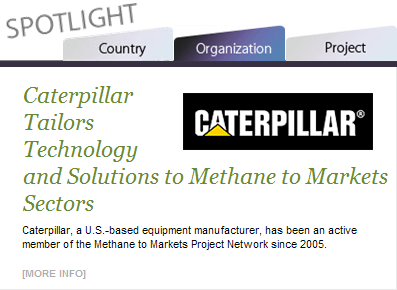 SPOTLIGHT
Country Organization Project
Caterpillar
Tailors
Technology
and Solutions to Methane to Markets
Sectors
CATERPILLAR®
Caterpillar, a U.S.-based equipment manufacturer, has been an active
member of the Methane to Markets Project Network since 2005.
[MORE INFO]